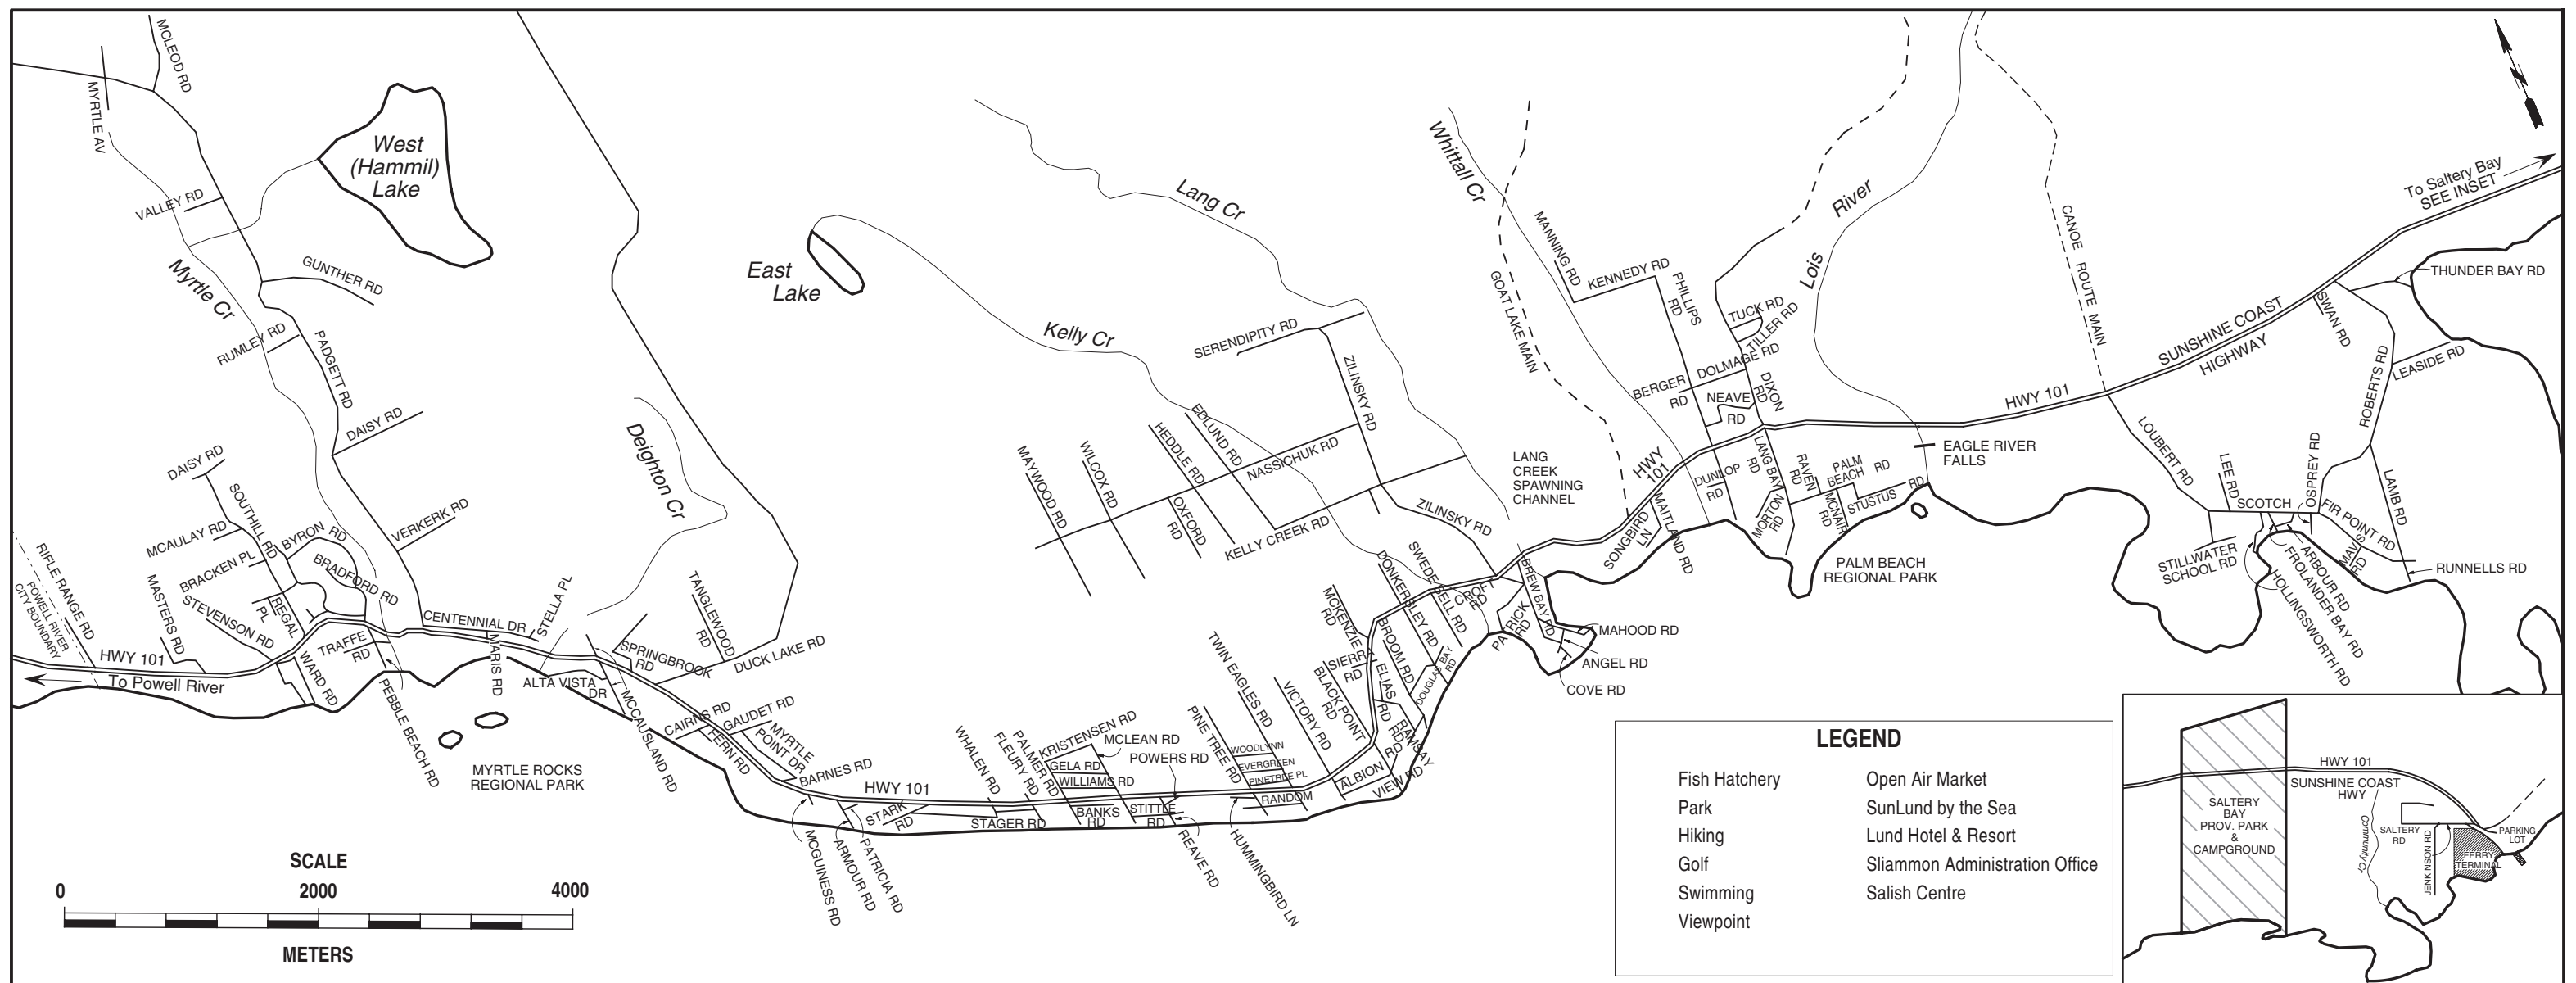 MCLEOD RD
MYRTLE AV
West
(Hammil)
Lake
VALLEY RD
Myrtle Cr
GUNTHER RD
RUMLEY RD
PADGETT RD
DAISY RD
DAISY RD
SOUTHILL RD
MCAULAY RD
BYRON RD
BRACKEN PL
BRADFORD RD
VERKERK RD
RIFLE RANGE RD
POWELL RIVER
CITY BOUNDARY
MASTERS RD
STEVENSON RD
REGAL
PL
TRAFFE
RD
WARD RD
HWY 101
To Powell River
CENTENNIAL DR
STELLA PL
MARIS RD
PEBBLE BEACH RD
ALTA VISTA
DR
MYRTLE ROCKS
REGIONAL PARK
Deighton Cr
TANGLEWOOD
RD
SPRINGBROOK
RD
DUCK LAKE RD
MCCAUSLAND RD
CAIRNS RD
GAUDET RD
FERN RD
MYRTLE
POINT DR
BARNES RD
HWY 101
MCGUINESS RD
ARMOUR RD
PATRICIA RD
STARK
RD
STAGER RD
WHALEN RD
FLEURY RD
PALMER RD
KRISTENSEN RD
MCLEAN RD
GELA RD
WILLIAMS RD
POWERS RD
BANKS
RD
STITTLE
RD
REAVE RD
HUMMINGBIRD LN
PINE TREE RD
TWIN EAGLES RD
WOODLYNN
EVERGREEN
PINETREE PL
RANDOM
VICTORY RD
BLACK POINT
RD
SIERRA
RD
MCKENZIE
RD
ELIAS
RD
ALBION
RD
VIEW RD
RAMSAY
RD
BROOM RD
DOUGLAS BAY
RD
DONKERSLEY RD
SWEDE
BELL RD
CROFT
RD
East
Lake
Kelly Cr
Lang Cr
SERENDIPITY RD
ZILINSKY RD
EDLUND RD
HEDDLE RD
NASSICHUK RD
WILCOX RD
MAYWOOD RD
OXFORD
RD
KELLY CREEK RD
ZILINSKY RD
LANG
CREEK
SPAWNING
CHANNEL
BREW BAY RD
PATRICK
RD
MAHOOD RD
ANGEL RD
COVE RD
Whittall Cr
GOAT LAKE MAIN
MANNING RD
KENNEDY RD
PHILLIPS
RD
TUCK RD
TILLER RD
DOLMAGE RD
BERGER
RD
NEAVE
RD
DIXON
RD
HWY
101
SONGBIRD
LN
MAITLAND RD
DUNLOP
RD
LANG BAY
RD
MORTON
RD
RAVEN
RD
PALM
BEACH RD
MCNAIR
RD
STUSTUS
RD
PALM BEACH
REGIONAL PARK
EAGLE RIVER
FALLS
Lois River
CANOE ROUTE MAIN
HWY 101
SUNSHINE COAST
HIGHWAY
To Saltery Bay
SEE INSET
THUNDER BAY RD
SWAN RD
ROBERTS RD
LEASIDE RD
LOUBERT RD
LEE RD
SCOTCH
OSPREY RD
FIR POINT RD
LAMB RD
MAVIS
RD
RUNNELLS RD
STILLWATER
SCHOOL RD
ARBOUR RD
FROLANDER BAY RD
HOLLINGSWORTH RD
SCALE
0 2000 4000
METERS
LEGEND
Fish Hatchery
Park
Hiking
Golf
Swimming
Viewpoint
Open Air Market
SunLund by the Sea
Lund Hotel & Resort
Sliammon Administration Office
Salish Centre
HWY 101
SUNSHINE COAST
HWY
SALTERY
BAY
PROV. PARK
&
CAMPGROUND
Community Cr
SALTERY
RD
JENKINSON RD
PARKING
LOT
FERRY
TERMINAL